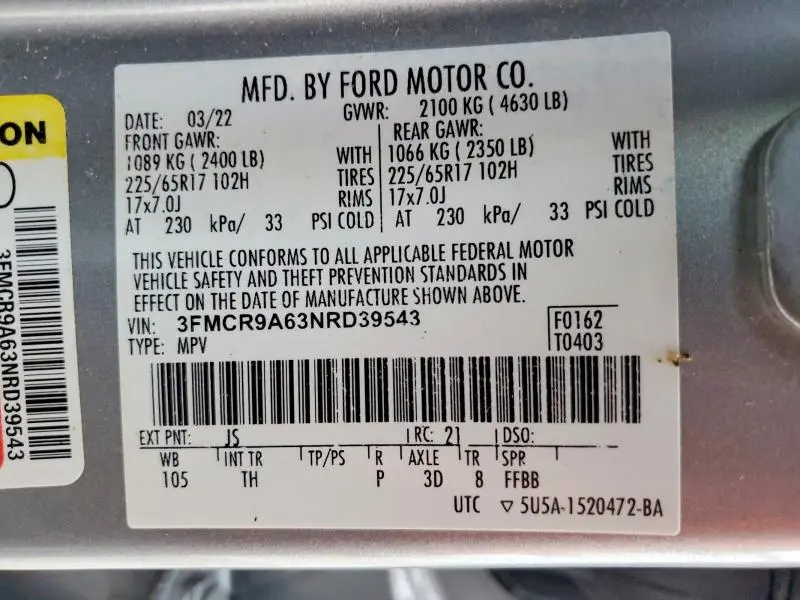 MFD. BY FORD MOTOR CO.
DATE: 03/22 GVWR: 2100 KG ( 4630 LB)
FRONT GAWR: REAR GAWR:
1089 KG ( 2400 LB) WITH 1066 KG ( 2350 LB) WITH
225/65R17 102H TIRES 225/65R17 102H TIRES
17x7.0J RIMS 17x7.0J RIMS
AT 230 kPa/ 33 PSI COLD AT 230 kPa/ 33 PSI COLD
THIS VEHICLE CONFORMS TO ALL APPLICABLE FEDERAL MOTOR
VEHICLE SAFETY AND THEFT PREVENTION STANDARDS IN
EFFECT ON THE DATE OF MANUFACTURE SHOWN ABOVE.
VIN: 3FMCR9A63NRD39543 F0162
TYPE: MPV T0403
EXT PNT: JS RC: 21 DSO:
WB INT TR TP/PS R AXLE TR SPR
105 TH P 3D 8 FFBB
UTC ▽ 5U5A-1520472-BA
ON
3FMCR9A63NRD39543